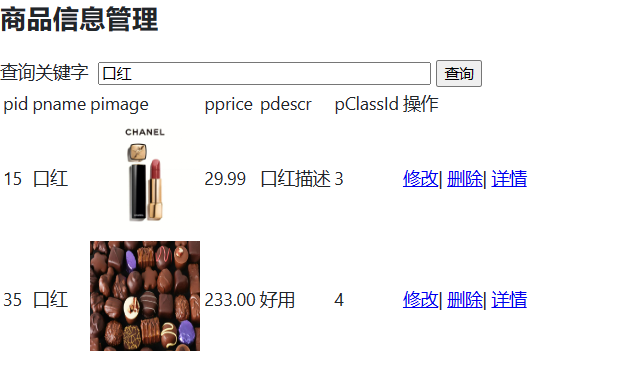 商品信息管理
查询关键字 口红 查询
pid pname pimage pprice pdescr pClassId 操作
CHANEL
15 口红 29.99 口红描述 3 修改| 删除| 详情
35 口红 233.00 好用 4 修改| 删除| 详情